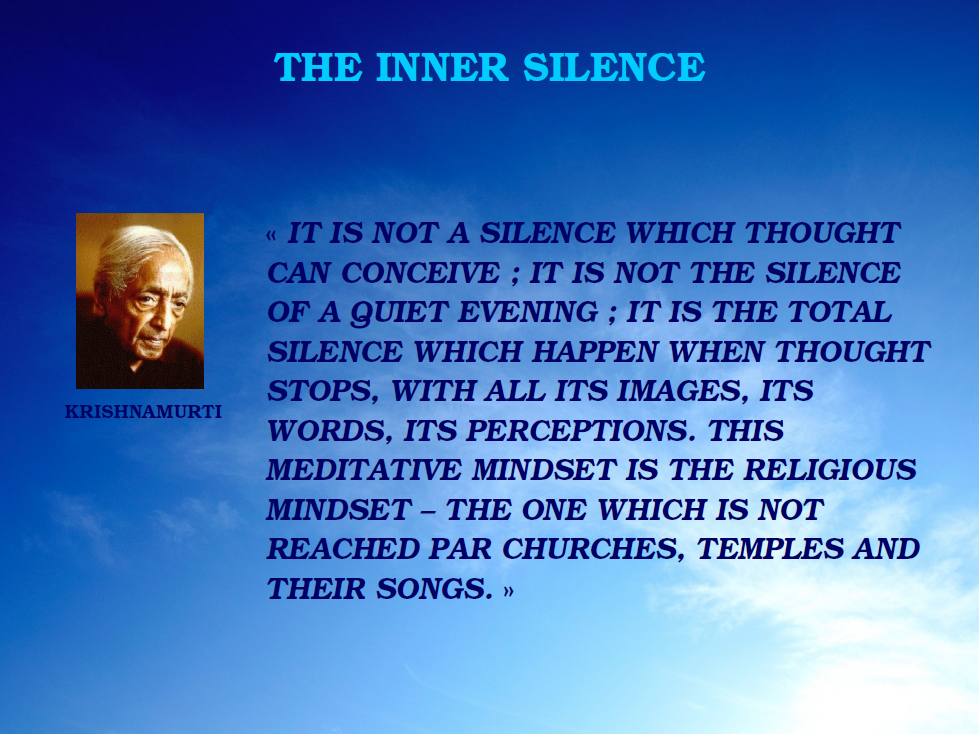 THE INNER SILENCE
« IT IS NOT A SILENCE WHICH THOUGHT
CAN CONCEIVE ; IT IS NOT THE SILENCE
OF A QUIET EVENING ; IT IS THE TOTAL
SILENCE WHICH HAPPEN WHEN THOUGHT
STOPS, WITH ALL ITS IMAGES, ITS
WORDS, ITS PERCEPTIONS. THIS
MEDITATIVE MINDSET IS THE RELIGIOUS
MINDSET – THE ONE WHICH IS NOT
REACHED PAR CHURCHES, TEMPLES AND
THEIR SONGS. »
KRISHNAMURTI